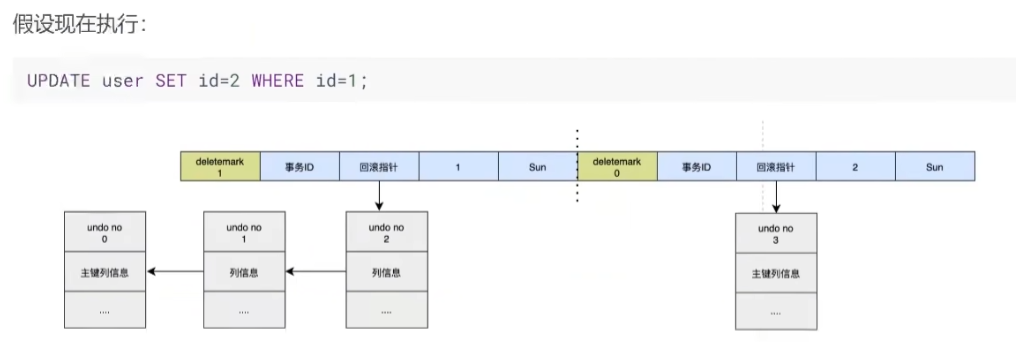 假设现在执行：
UPDATE user SET id=2 WHERE id=1;
deletemark
1
事务ID
回滚指针
1
Sun
deletemark
0
事务ID
回滚指针
2
Sun
undo no
0
主键列信息
....
undo no
1
列信息
....
undo no
2
列信息
....
undo no
3
主键列信息
....